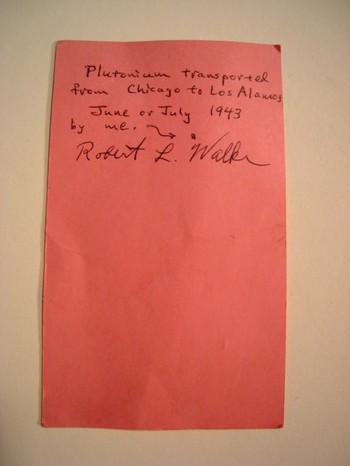 Plutonium transported
from Chicago to Los Alamos
June or July 1943
by me.
Robert L. Walker